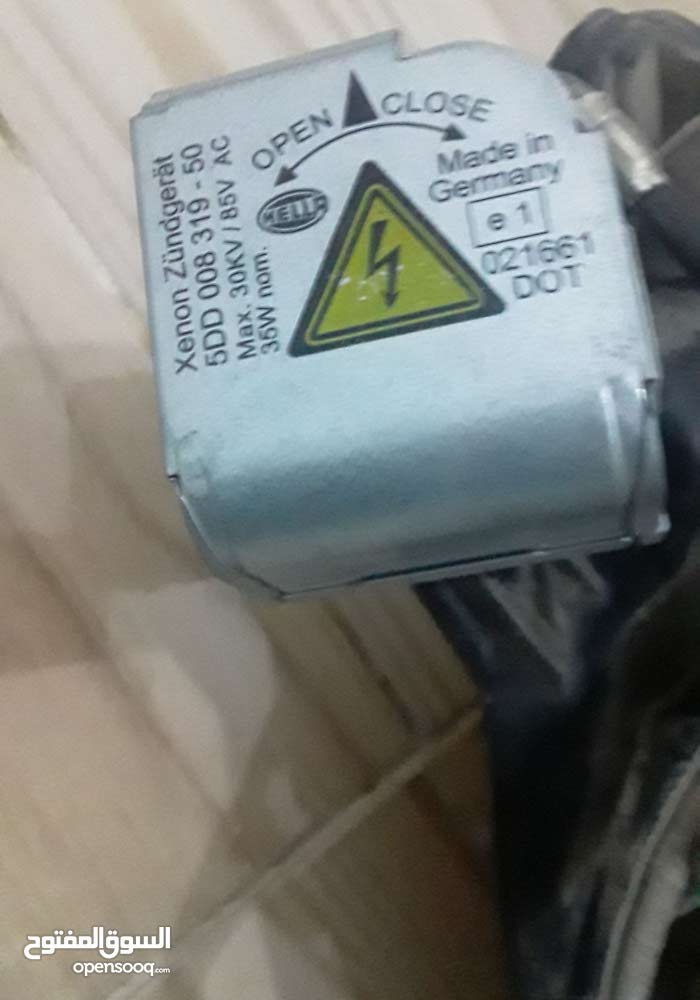 OPEN CLOSE
Xenon Zündgerät
5DD 008 319 - 50
Max. 30KV / 85V AC
35W nom.
HELLA
Made in
Germany
e 1
021661
DOT
السوق المفتوح
opensooq.com